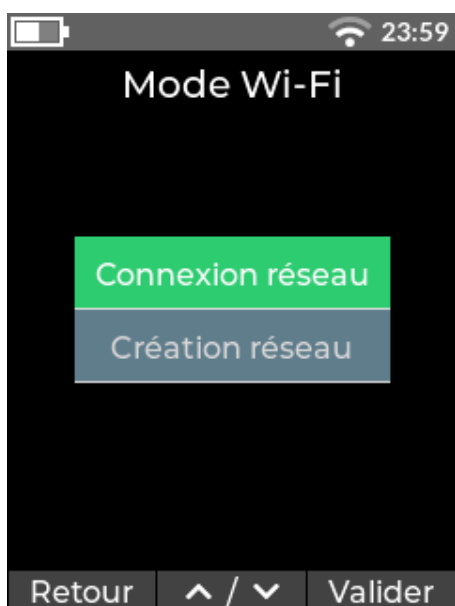 23:59
Mode Wi-Fi
Connexion réseau
Création réseau
Retour / Valider